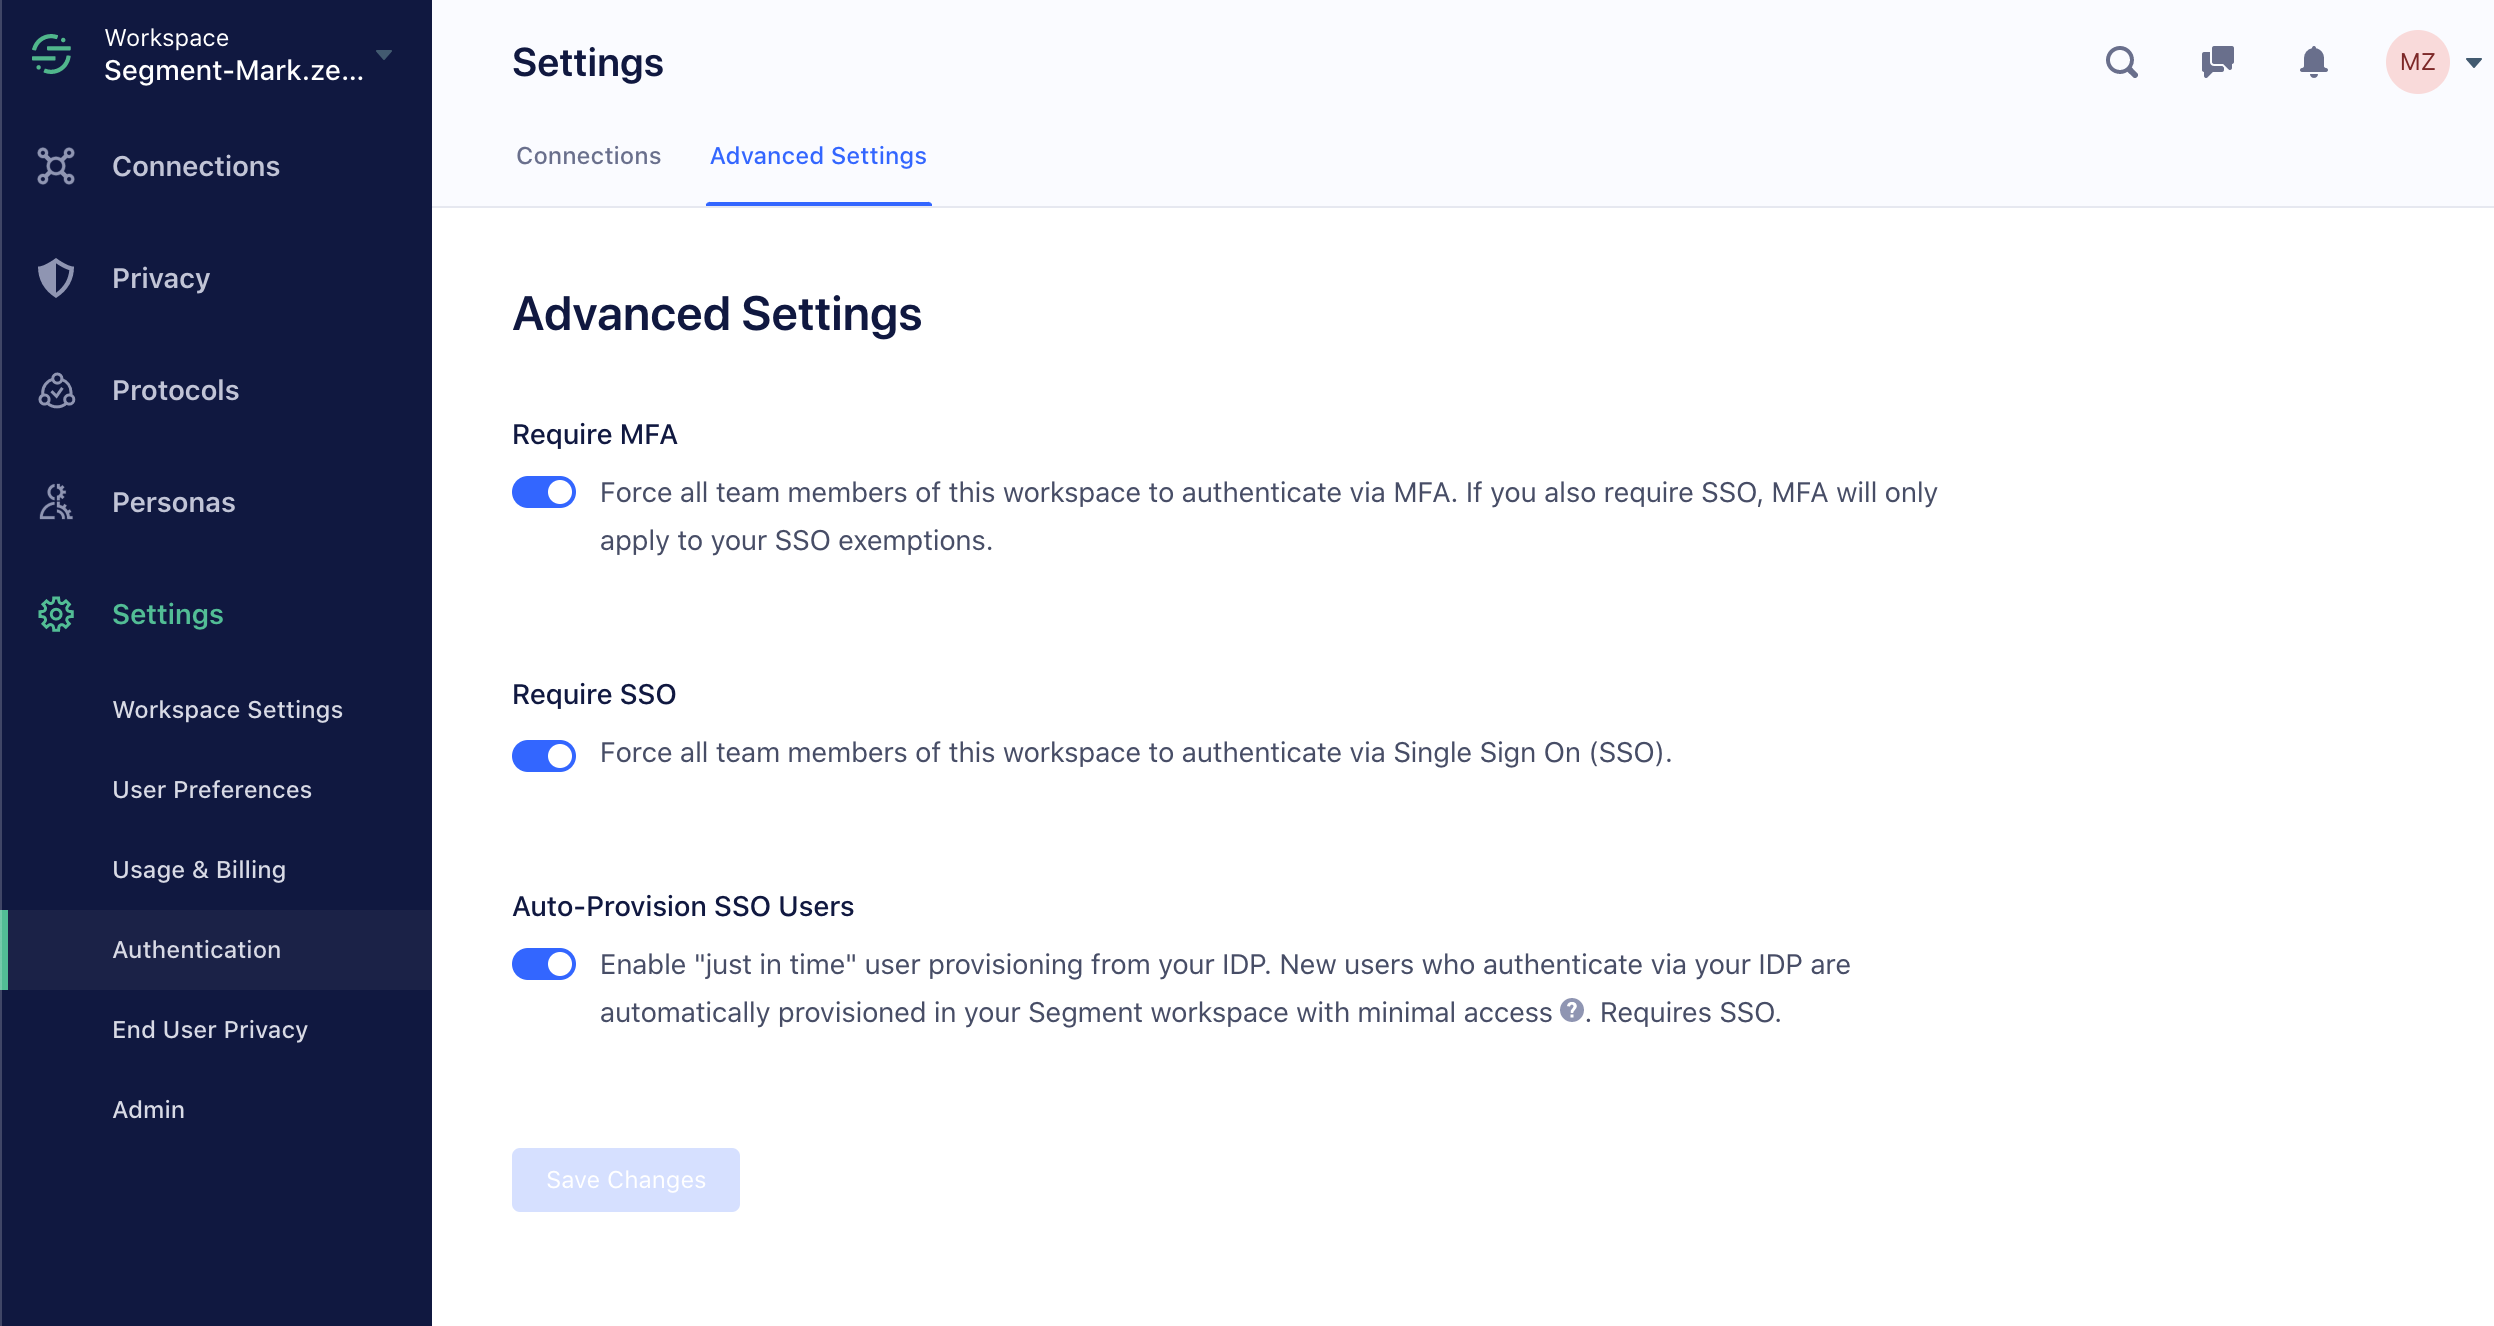 Workspace
Segment-Mark.ze...
Connections
Privacy
Protocols
Personas
Settings
Workspace Settings
User Preferences
Usage & Billing
Authentication
End User Privacy
Admin
Settings
MZ
Connections
Advanced Settings
Advanced Settings
Require MFA
Force all team members of this workspace to authenticate via MFA. If you also require SSO, MFA will only
apply to your SSO exemptions.
Require SSO
Force all team members of this workspace to authenticate via Single Sign On (SSO).
Auto-Provision SSO Users
Enable "just in time" user provisioning from your IDP. New users who authenticate via your IDP are
automatically provisioned in your Segment workspace with minimal access ?. Requires SSO.
Save Changes